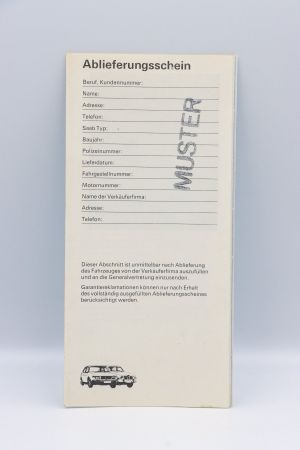 Ablieferungsschein
Beruf, Kundennummer:
Name:
Adresse:
Telefon:
Saab Typ:
Baujahr:
Polizeinummer:
Lieferdatum:
Fahrgestellnummer:
Motornummer:
Name der Verkäuferfirma:
Adresse:
Telefon:
MUSTER
Dieser Abschnitt ist unmittelbar nach Ablieferung
des Fahrzeuges von der Verkäuferfirma auszufüllen
und an die Generalvertretung einzusenden.
Garantiereklamationen können nur nach Erhalt
des vollständig ausgefüllten Ablieferungsscheines
berücksichtigt werden.